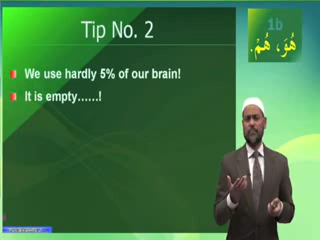 Tip No. 2
1b
هُوَ، هُمْ.
We use hardly 5% of our brain!
It is empty......!